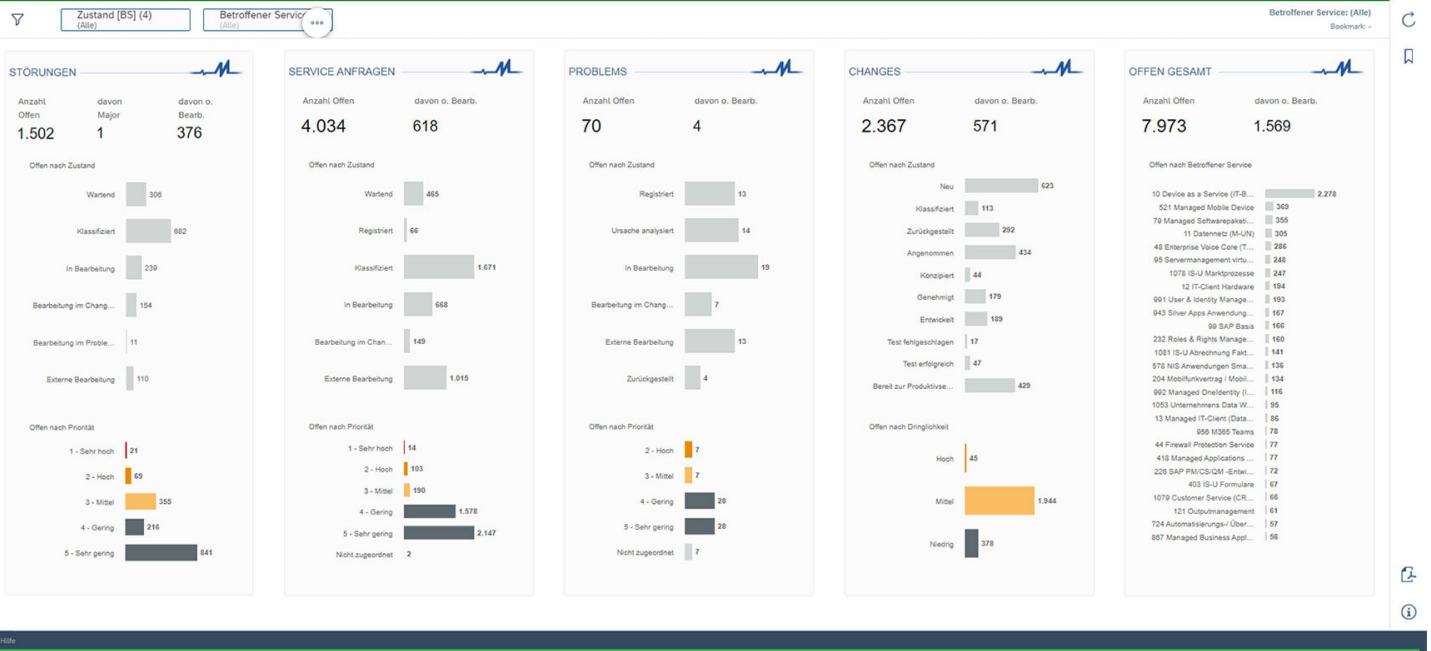 Zustand [BS] (4)
(Alle)
Betroffener Servic
(Alle)
Betroffener Service: (Alle)
Bookmark: -
STÖRUNGEN
Anzahl Offen
davon Major
davon o. Bearb.
1.502
1
376
Offen nach Zustand
Wartend 306
Klassifiziert 682
In Bearbeitung 239
Bearbeitung im Chang... 154
Bearbeitung im Proble... 11
Externe Bearbeitung 110
Offen nach Priorität
1 - Sehr hoch 21
2 - Hoch 69
3 - Mittel 355
4 - Gering 216
5 - Sehr gering 841
SERVICE ANFRAGEN
Anzahl Offen davon o. Bearb.
4.034 618
Offen nach Zustand
Wartend 465
Registriert 66
Klassifiziert 1.671
In Bearbeitung 668
Bearbeitung im Chan... 149
Externe Bearbeitung 1.015
Offen nach Priorität
1 - Sehr hoch 14
2 - Hoch 103
3 - Mittel 190
4 - Gering 1.578
5 - Sehr gering 2.147
Nicht zugeordnet 2
PROBLEMS
Anzahl Offen davon o. Bearb.
70 4
Offen nach Zustand
Registriert 13
Ursache analysiert 14
In Bearbeitung 19
Bearbeitung im Chang... 7
Externe Bearbeitung 13
Zurückgestellt 4
Offen nach Priorität
2 - Hoch 7
3 - Mittel 7
4 - Gering 28
5 - Sehr gering 28
Nicht zugeordnet 7
CHANGES
Anzahl Offen davon o. Bearb.
2.367 571
Offen nach Zustand
Neu 623
Klassifiziert 113
Zurückgestellt 292
Angenommen 434
Konzipiert 44
Genehmigt 179
Entwickelt 189
Test fehlgeschlagen 17
Test erfolgreich 47
Bereit zur Produktivse... 429
Offen nach Dringlichkeit
Hoch 45
Mittel 1.944
Niedrig 378
OFFEN GESAMT
Anzahl Offen davon o. Bearb.
7.973 1.569
Offen nach Betroffener Service
10 Device as a Service (IT-B... 2.278
521 Managed Mobile Device 369
79 Managed Softwarepaketi... 355
11 Datennetz (M-UN) 305
48 Enterprise Voice Core (T... 286
95 Servermanagement virtu... 248
1078 IS-U Marktprozesse 247
12 IT-Client Hardware 194
991 User & Identity Manage... 193
943 Silver Apps Anwendung... 167
99 SAP Basis 166
232 Roles & Rights Manage... 160
1081 IS-U Abrechnung Fakt... 141
578 NIS Anwendungen Sma... 136
204 Mobilfunkvertrag / Mobil... 134
992 Managed OneIdentity (I... 116
1053 Unternehmens Data W... 95
13 Managed IT-Client (Data... 86
956 M365 Teams 78
44 Firewall Protection Service 77
418 Managed Applications ... 77
226 SAP PM/CS/QM -Entwi... 72
403 IS-U Formulare 67
1079 Customer Service (CR... 66
121 Outputmanagement 61
724 Automatisierungs-/ Über... 57
867 Managed Business Appl... 56
Hilfe